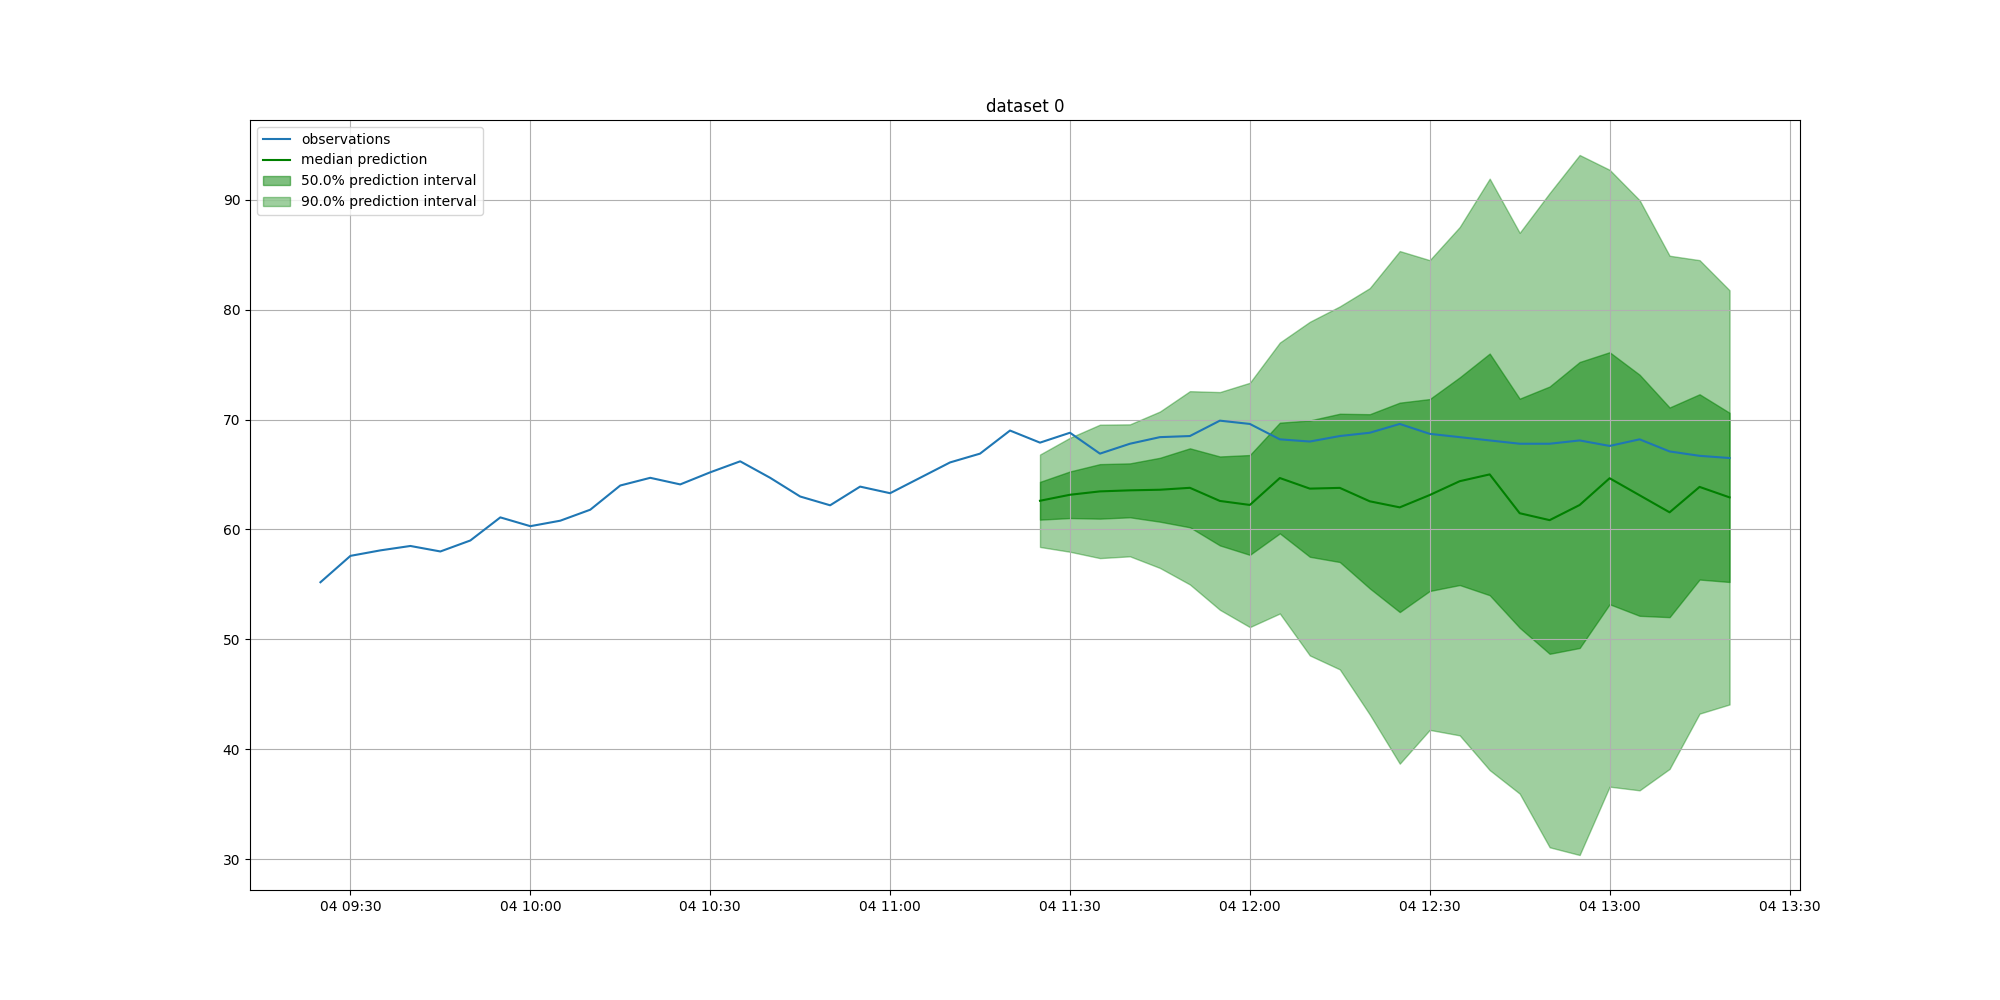 dataset 0
observations
median prediction
50.0% prediction interval
90.0% prediction interval
90
80
70
60
50
40
30
04 09:30 04 10:00 04 10:30 04 11:00 04 11:30 04 12:00 04 12:30 04 13:00 04 13:30